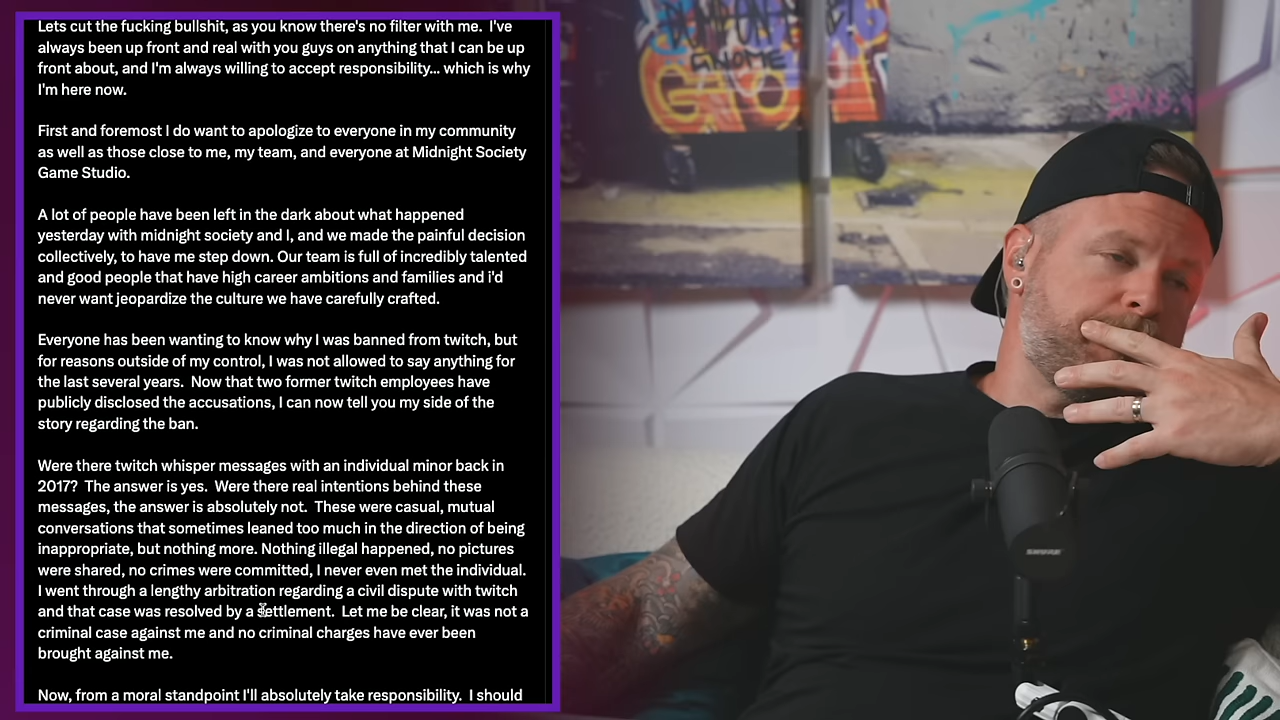 Lets cut the fucking bullshit, as you know there's no filter with me.  I've
always been up front and real with you guys on anything that I can be up
front about, and I'm always willing to accept responsibility... which is why
I'm here now.
First and foremost I do want to apologize to everyone in my community
as well as those close to me, my team, and everyone at Midnight Society
Game Studio.
A lot of people have been left in the dark about what happened
yesterday with midnight society and I, and we made the painful decision
collectively, to have me step down. Our team is full of incredibly talented
and good people that have high career ambitions and families and i'd
never want jeopardize the culture we have carefully crafted.
Everyone has been wanting to know why I was banned from twitch, but
for reasons outside of my control, I was not allowed to say anything for
the last several years.  Now that two former twitch employees have
publicly disclosed the accusations, I can now tell you my side of the
story regarding the ban.
Were there twitch whisper messages with an individual minor back in
2017?  The answer is yes.  Were there real intentions behind these
messages, the answer is absolutely not.  These were casual, mutual
conversations that sometimes leaned too much in the direction of being
inappropriate, but nothing more. Nothing illegal happened, no pictures
were shared, no crimes were committed, I never even met the individual.
I went through a lengthy arbitration regarding a civil dispute with twitch
and that case was resolved by a settlement.  Let me be clear, it was not a
criminal case against me and no criminal charges have ever been
brought against me.
Now, from a moral standpoint I'll absolutely take responsibility.  I should
GNOME
SHURE